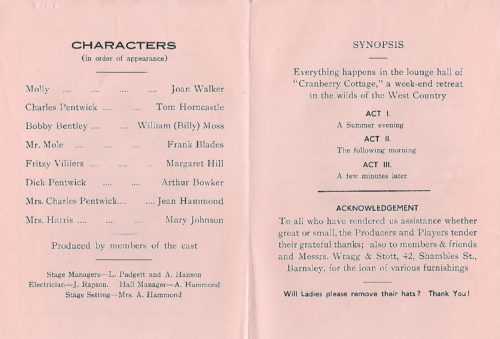 CHARACTERS
(in order of appearance)
Molly .... .... .... .... Joan Walker
Charles Pentwick .... .... Tom Horncastle
Bobby Bentley .... .... William (Billy) Moss
Mr. Mole .... .... .... Frank Blades
Fritzy Villiers .... .... Margaret Hill
Dick Pentwick .... .... Arthur Bowker
Mrs. Charles Pentwick.... .... Jean Hammond
Mrs. Harris .... .... .... Mary Johnson
Produced by members of the cast
Stage Managers—L. Padgett and A. Hanson
Electrician—J. Rapson. Hall Manager—A. Hammond
Stage Setting—Mrs. A. Hammond
SYNOPSIS
Everything happens in the lounge hall of
"Cranberry Cottage," a week-end retreat
in the wilds of the West Country
ACT I.
A Summer evening
ACT II.
The following morning
ACT III.
A few minutes later
ACKNOWLEDGEMENT
To all who have rendered us assistance whether
great or small, the Producers and Players tender
their grateful thanks; also to members & friends
and Messrs. Wragg & Stott, 42, Shambles St.,
Barnsley, for the loan of various furnishings
Will Ladies please remove their hats? Thank You!